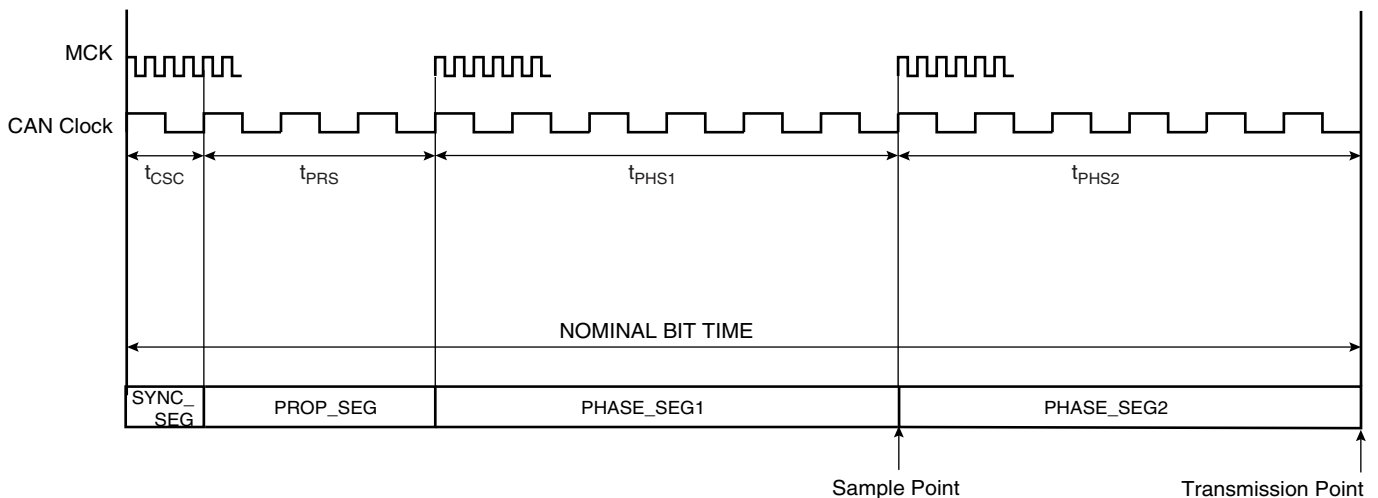 MCK
CAN Clock
tCSC
tPRS
tPHS1
tPHS2
NOMINAL BIT TIME
SYNC_
SEG
PROP_SEG
PHASE_SEG1
PHASE_SEG2
Sample Point
Transmission Point